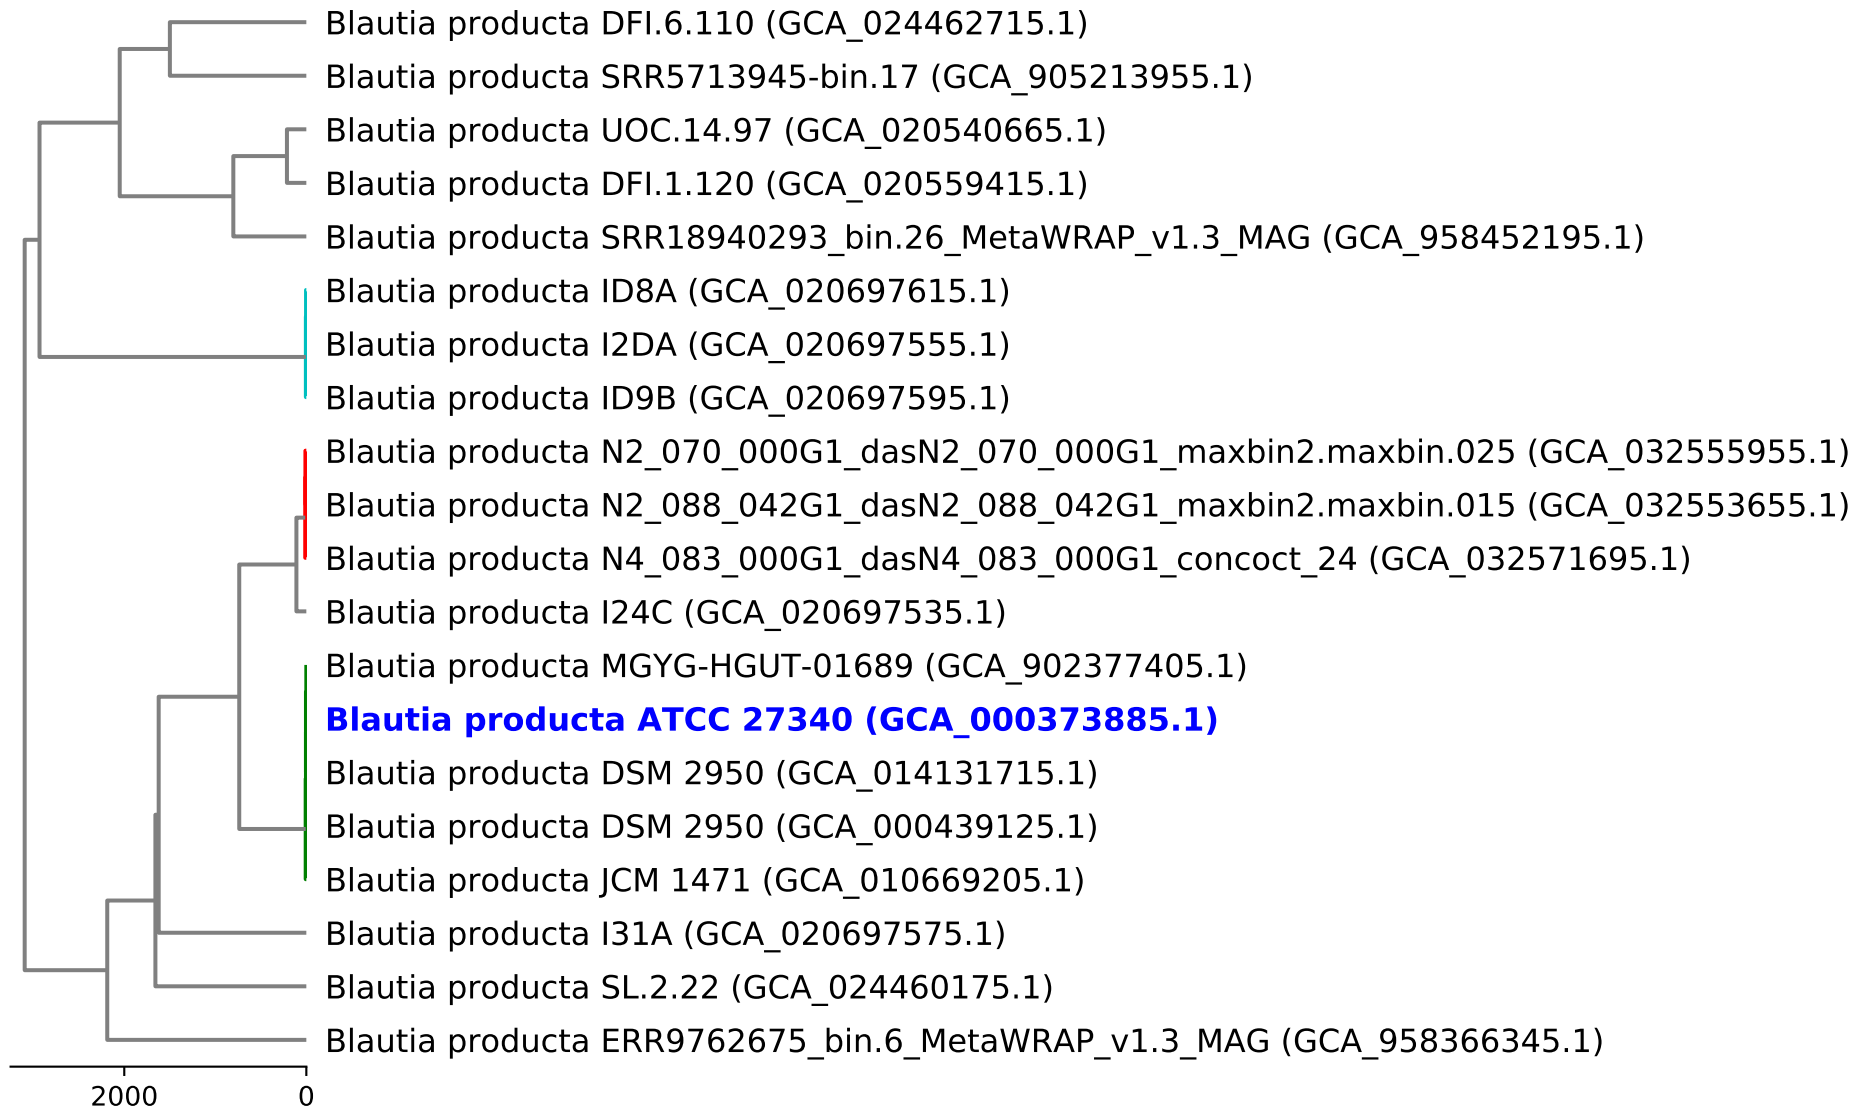 Blautia producta DFI.6.110 (GCA_024462715.1)
Blautia producta SRR5713945-bin.17 (GCA_905213955.1)
Blautia producta UOC.14.97 (GCA_020540665.1)
Blautia producta DFI.1.120 (GCA_020559415.1)
Blautia producta SRR18940293_bin.26_MetaWRAP_v1.3_MAG (GCA_958452195.1)
Blautia producta ID8A (GCA_020697615.1)
Blautia producta I2DA (GCA_020697555.1)
Blautia producta ID9B (GCA_020697595.1)
Blautia producta N2_070_000G1_dasN2_070_000G1_maxbin2.maxbin.025 (GCA_032555955.1)
Blautia producta N2_088_042G1_dasN2_088_042G1_maxbin2.maxbin.015 (GCA_032553655.1)
Blautia producta N4_083_000G1_dasN4_083_000G1_concoct_24 (GCA_032571695.1)
Blautia producta I24C (GCA_020697535.1)
Blautia producta MGYG-HGUT-01689 (GCA_902377405.1)
Blautia producta ATCC 27340 (GCA_000373885.1)
Blautia producta DSM 2950 (GCA_014131715.1)
Blautia producta DSM 2950 (GCA_000439125.1)
Blautia producta JCM 1471 (GCA_010669205.1)
Blautia producta I31A (GCA_020697575.1)
Blautia producta SL.2.22 (GCA_024460175.1)
Blautia producta ERR9762675_bin.6_MetaWRAP_v1.3_MAG (GCA_958366345.1)
2000 0